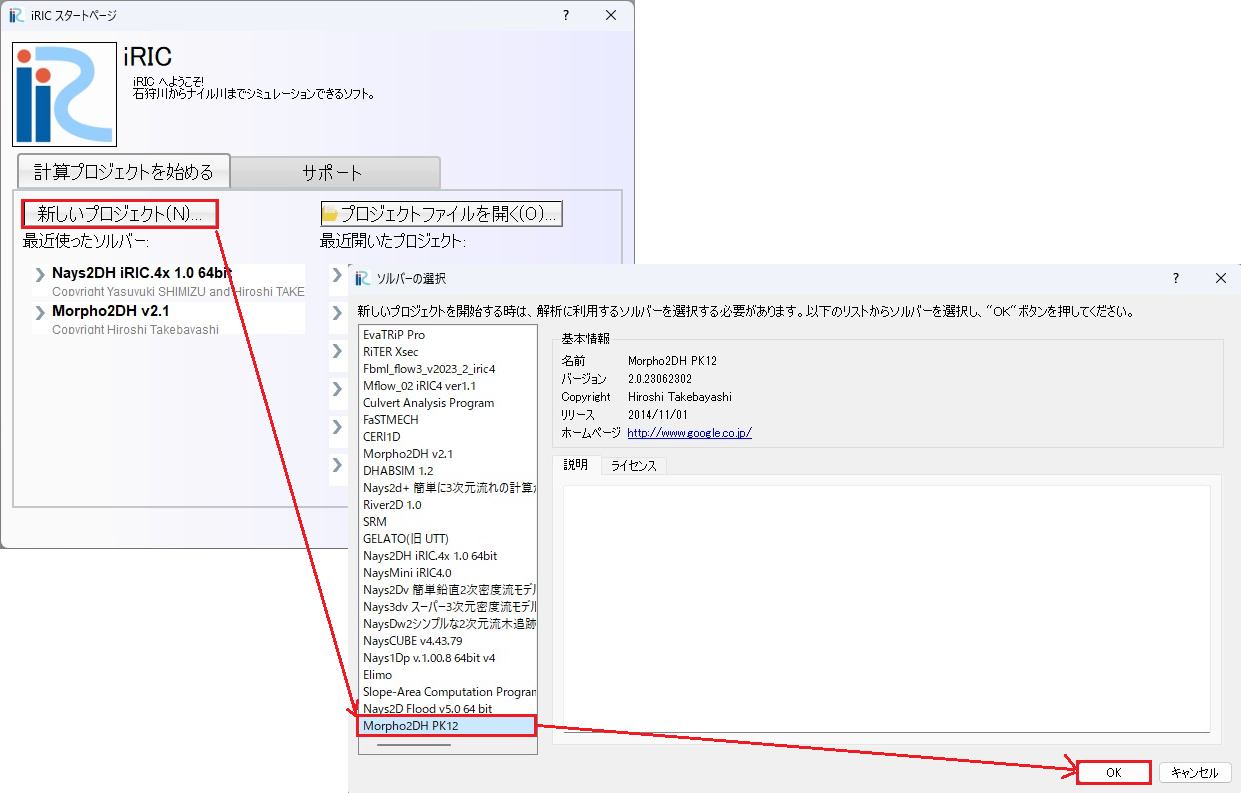 iRIC スタートページ
iRIC
iRIC へようこそ!
石狩川からナイル川までシミュレーションできるソフト。
計算プロジェクトを始める
サポート
新しいプロジェクト(N)...
プロジェクトファイルを開く(O)...
最近使ったソルバー:
最近開いたプロジェクト:
Nays2DH iRIC.4x 1.0 64bit
Copyright Yasuyuki SHIMIZU and Hiroshi TAKE
Morpho2DH v2.1
Copyright Hiroshi Takebayashi
ソルバーの選択
新しいプロジェクトを開始する時は、解析に利用するソルバーを選択する必要があります。以下のリストからソルバーを選択し、"OK"ボタンを押してください。
EvaTRiP Pro
RiTER Xsec
Fbml_flow3_v2023_2_iric4
Mflow_02 iRIC4 ver1.1
Culvert Analysis Program
FaSTMECH
CERI1D
Morpho2DH v2.1
DHABSIM 1.2
Nays2d+ 簡単に3次元流れの計算が
River2D 1.0
SRM
GELATO(旧 UTT)
Nays2DH iRIC.4x 1.0 64bit
NaysMini iRIC4.0
Nays2Dv 簡単鉛直2次密度流モデル
Nays3dv スーパー3次元密度流モデル
NaysDw2シンプルな2次元流木追跡
NaysCUBE v4.43.79
Nays1Dp v.1.00.8 64bit v4
Elimo
Slope-Area Computation Program
Nays2D Flood v5.0 64 bit
Morpho2DH PK12
基本情報
名前 Morpho2DH PK12
バージョン 2.0.23062302
Copyright Hiroshi Takebayashi
リリース 2014/11/01
ホームページ http://www.google.co.jp/
説明
ライセンス
OK
キャンセル